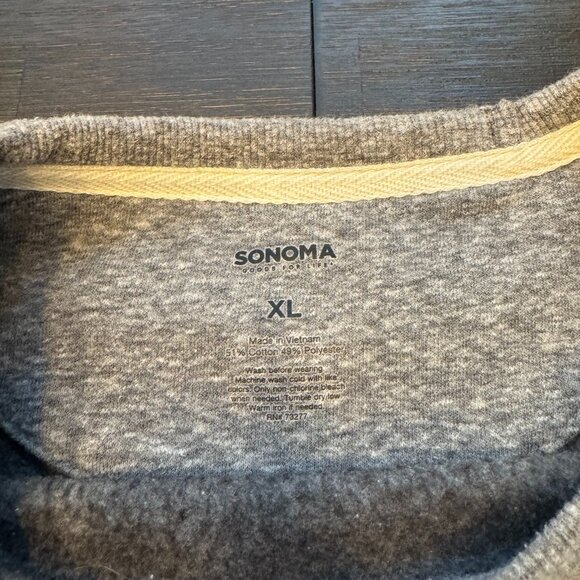 SONOMA
GOODS FOR LIFE
XL
Made in Vietnam
51% Cotton 49% Polyester
Wash before wearing.
Machine wash cold with like
colors. Only non-chlorine bleach
when needed. Tumble dry low.
Warm iron if needed.
RN# 73277